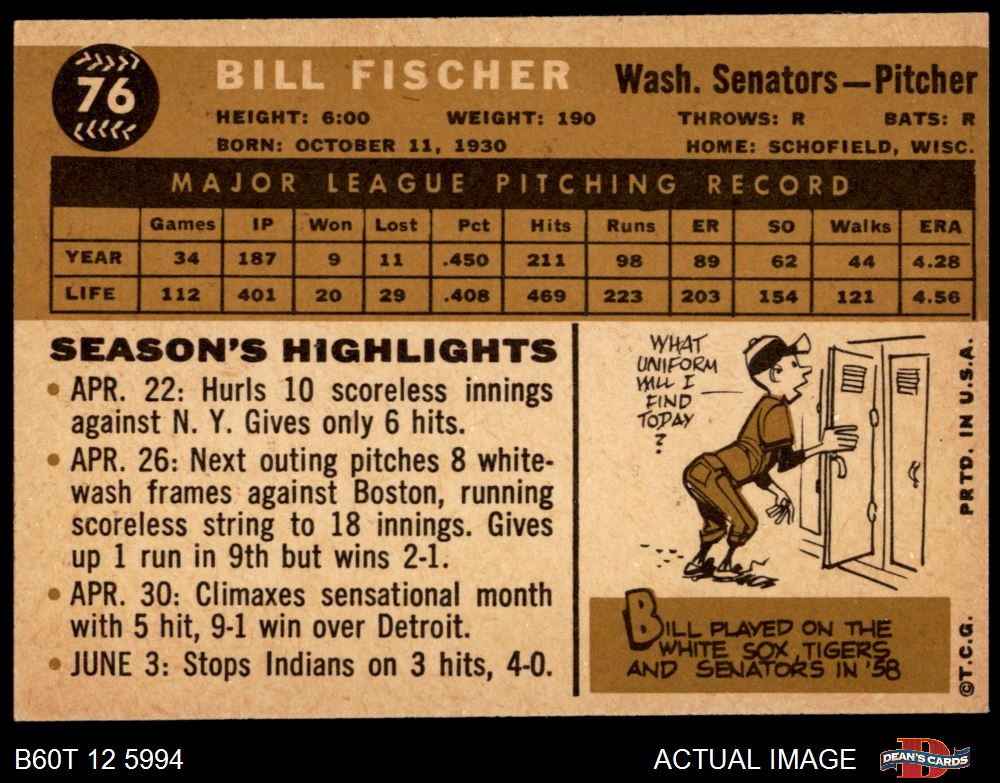 76
BILL FISCHER
Wash. Senators—Pitcher
HEIGHT: 6:00 WEIGHT: 190 THROWS: R BATS: R
BORN: OCTOBER 11, 1930 HOME: SCHOFIELD, WISC.
MAJOR LEAGUE PITCHING RECORD
Games IP Won Lost Pct Hits Runs ER SO Walks ERA
YEAR 34 187 9 11 .450 211 98 89 62 44 4.28
LIFE 112 401 20 29 .408 469 223 203 154 121 4.56
SEASON'S HIGHLIGHTS
• APR. 22: Hurls 10 scoreless innings
against N. Y. Gives only 6 hits.
• APR. 26: Next outing pitches 8 white-
wash frames against Boston, running
scoreless string to 18 innings. Gives
up 1 run in 9th but wins 2-1.
• APR. 30: Climaxes sensational month
with 5 hit, 9-1 win over Detroit.
• JUNE 3: Stops Indians on 3 hits, 4-0.
WHAT
UNIFORM
WILL I
FIND
TODAY
?
BILL PLAYED ON THE
WHITE SOX, TIGERS
AND SENATORS IN '58
PRTD. IN U.S.A.
©T.C.G.
B60T 12 5994
ACTUAL IMAGE
D
DEAN'S CARDS